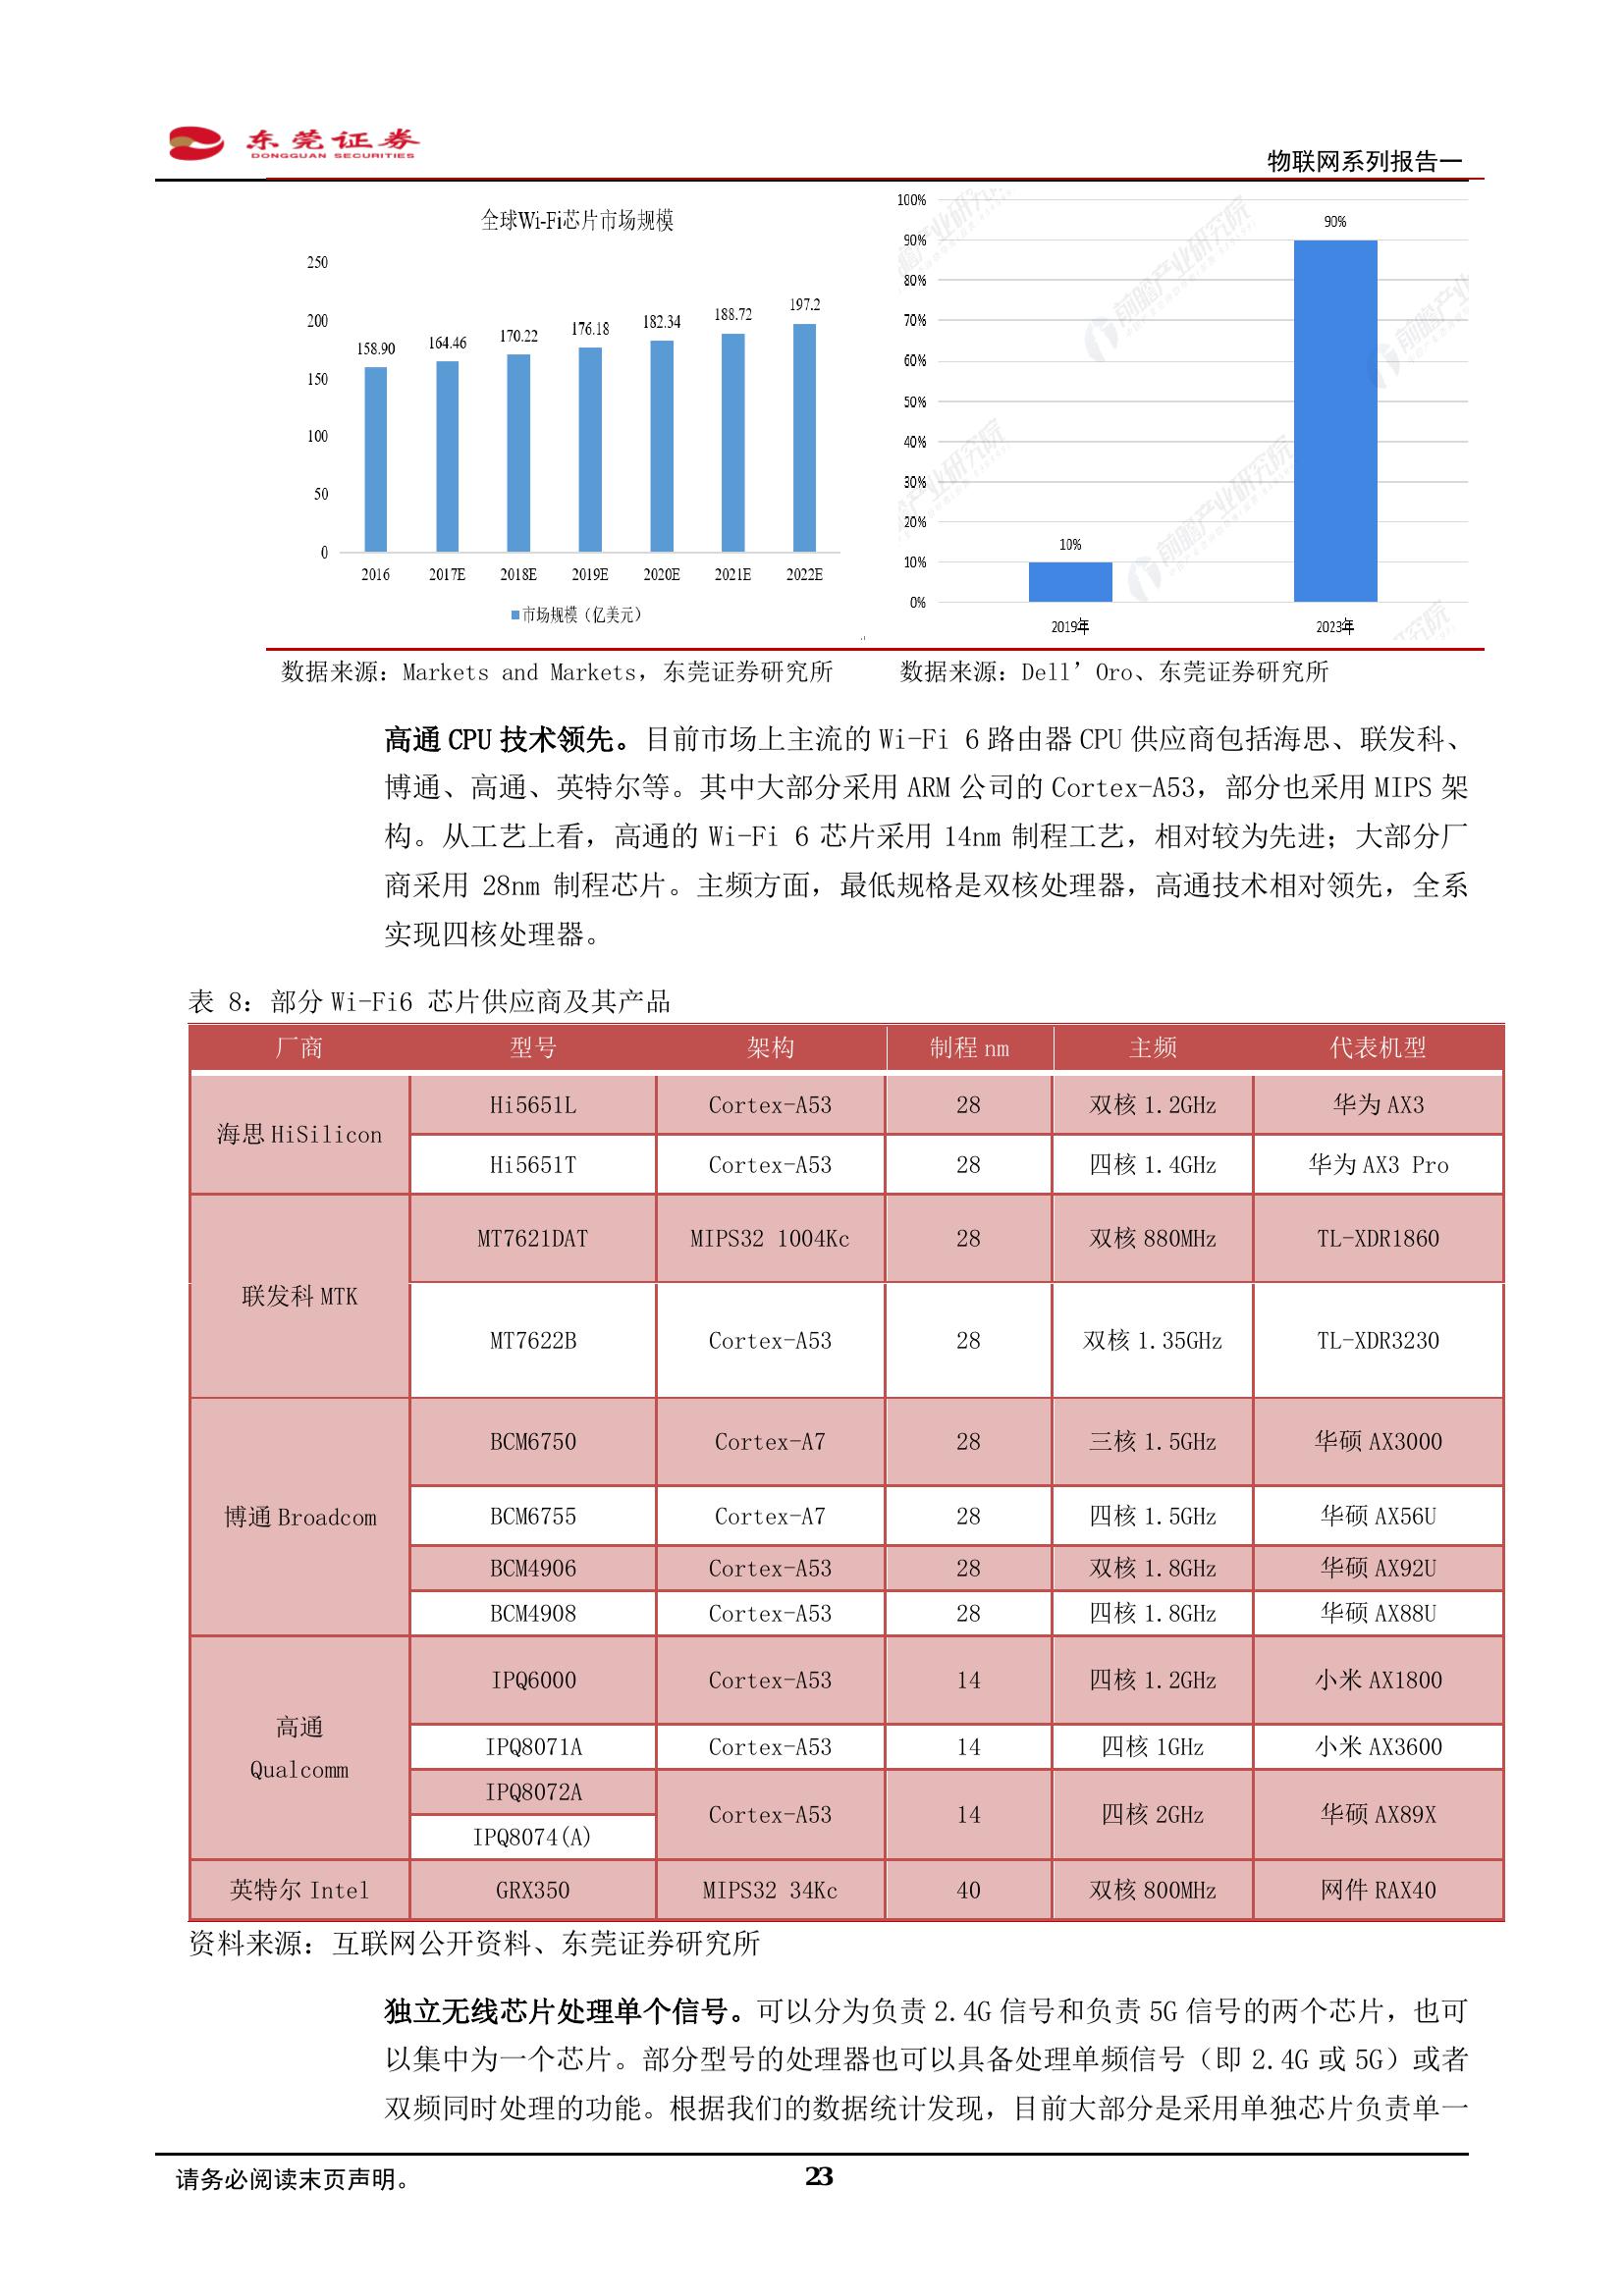 东莞证券
DONGGUAN SECURITIES
物联网系列报告一
全球Wi-Fi芯片市场规模
250
200
150
100
50
0
158.90
164.46
170.22
176.18
182.34
188.72
197.2
2016 2017E 2018E 2019E 2020E 2021E 2022E
市场规模（亿美元）
100%
90%
80%
70%
60%
50%
40%
30%
20%
10%
0%
10%
90%
2019年 2023年
前瞻产业研究院
数据来源：Markets and Markets，东莞证券研究所
数据来源：Dell’Oro、东莞证券研究所
高通 CPU 技术领先。目前市场上主流的 Wi-Fi 6 路由器 CPU 供应商包括海思、联发科、
博通、高通、英特尔等。其中大部分采用 ARM 公司的 Cortex-A53，部分也采用 MIPS 架
构。从工艺上看，高通的 Wi-Fi 6 芯片采用 14nm 制程工艺，相对较为先进；大部分厂
商采用 28nm 制程芯片。主频方面，最低规格是双核处理器，高通技术相对领先，全系
实现四核处理器。
表 8：部分 Wi-Fi6 芯片供应商及其产品
厂商 型号 架构 制程 nm 主频 代表机型
海思 HiSilicon
Hi5651L Cortex-A53 28 双核 1.2GHz 华为 AX3
Hi5651T Cortex-A53 28 四核 1.4GHz 华为 AX3 Pro
联发科 MTK
MT7621DAT MIPS32 1004Kc 28 双核 880MHz TL-XDR1860
MT7622B Cortex-A53 28 双核 1.35GHz TL-XDR3230
博通 Broadcom
BCM6750 Cortex-A7 28 三核 1.5GHz 华硕 AX3000
BCM6755 Cortex-A7 28 四核 1.5GHz 华硕 AX56U
BCM4906 Cortex-A53 28 双核 1.8GHz 华硕 AX92U
BCM4908 Cortex-A53 28 四核 1.8GHz 华硕 AX88U
高通
Qualcomm
IPQ6000 Cortex-A53 14 四核 1.2GHz 小米 AX1800
IPQ8071A Cortex-A53 14 四核 1GHz 小米 AX3600
IPQ8072A
IPQ8074(A)
Cortex-A53 14 四核 2GHz 华硕 AX89X
英特尔 Intel GRX350 MIPS32 34Kc 40 双核 800MHz 网件 RAX40
资料来源：互联网公开资料、东莞证券研究所
独立无线芯片处理单个信号。可以分为负责 2.4G 信号和负责 5G 信号的两个芯片，也可
以集中为一个芯片。部分型号的处理器也可以具备处理单频信号（即 2.4G 或 5G）或者
双频同时处理的功能。根据我们的数据统计发现，目前大部分是采用单独芯片负责单一
请务必阅读末页声明。
23